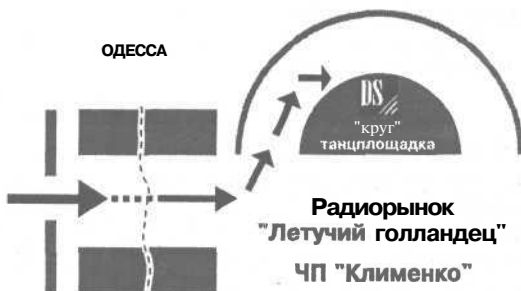 ОДЕССА
DS
"круг"
танцплощадка
Радиорынок
"Летучий голландец"
ЧП "Клименко"